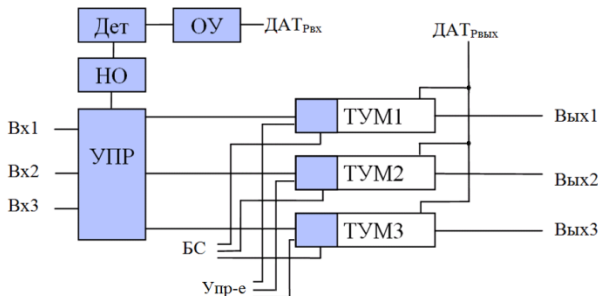 Дет
ОУ
ДАТРвх
ДАТРвых
НО
Вх1
ТУМ1
Вых1
УПР
Вх2
ТУМ2
Вых2
Вх3
ТУМ3
Вых3
БС
Упр-е